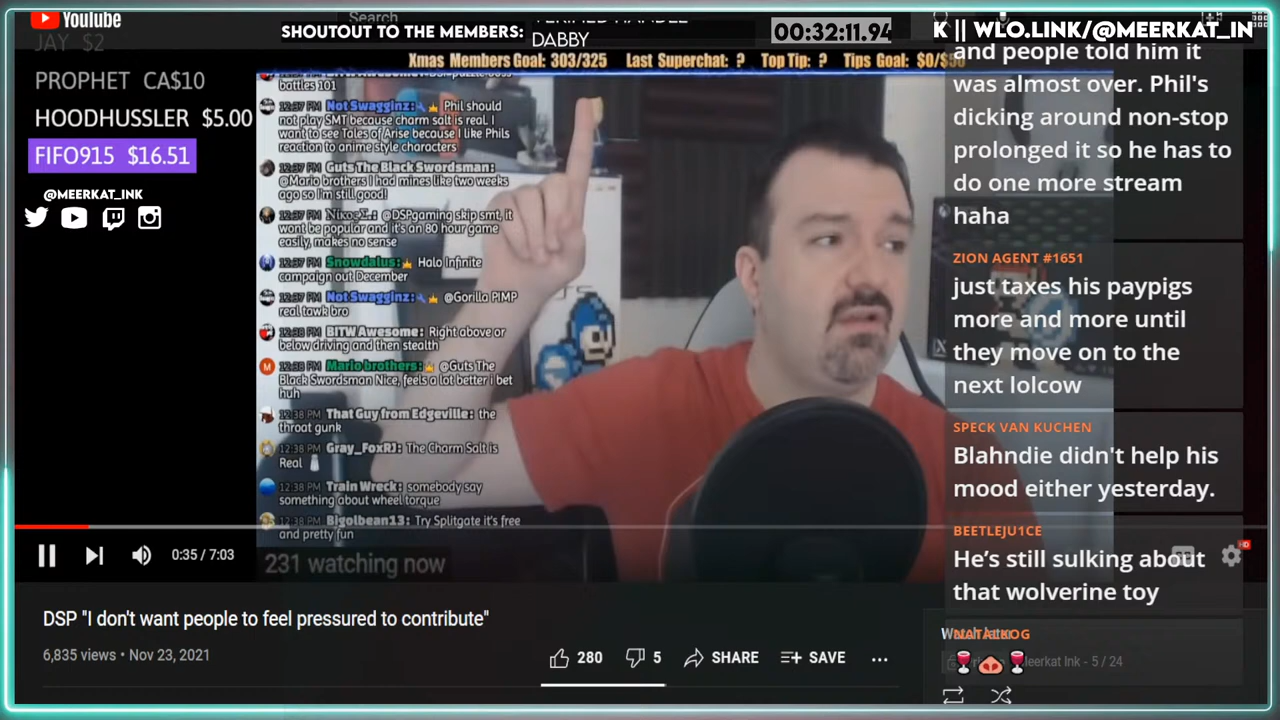 YouTube
Search
JAY $2
PROPHET CA$10
HOODHUSSLER $5.00
FIFO915 $16.51
@MEERKAT_INK
SHOUTOUT TO THE MEMBERS:
VERIFIED HANDLE
DABBY
00:32:11.94
K || WLO.LINK/@MEERKAT_IN
Xmas Members Goal: 303/325 Last Superchat: ? Top Tip: ? Tips Goal: $0/$
battles 101
12:37 PM Not Swagginz: Phil should
not play SMT because charm salt is real. I
want to see Tales of Arise because I like Phils
reaction to anime style characters
12:37 PM Guts The Black Swordsman:
@Mario brothers I had mines like two weeks
ago so I'm still good!
12:37 PM @DSPgaming skip smt, it
wont be popular and it's an 80 hour game
easily, makes no sense
12:37 PM Snowdalus: Halo Infinite
campaign out December
12:37 PM Not Swagginz: @Gorilla PIMP
real tawk bro
12:38 PM BITW Awesome: Right above or
below driving and then stealth
M 12:38 PM Mario brothers: @Guts The
Black Swordsman Nice, feels a lot better i bet
huh
12:38 PM That Guy from Edgeville: the
throat gunk
12:38 PM Gray_FoxRJ: The Charm Salt is
Real
12:38 PM Train Wreck: somebody say
something about wheel torque
12:38 PM Bigolbean13: Try Splitgate it's free
and pretty fun
231 watching now
0:35 / 7:03
HD
DSP "I don't want people to feel pressured to contribute"
6,835 views • Nov 23, 2021
280
5
SHARE
SAVE
and people told him it
was almost over. Phil's
dicking around non-stop
prolonged it so he has to
do one more stream
haha
ZION AGENT #1651
just taxes his paypigs
more and more until
they move on to the
next lolcow
SPECK VAN KUCHEN
Blahndie didn't help his
mood either yesterday.
BEETLEJU1CE
He's still sulking about
that wolverine toy
Meerkat Ink - 5 / 24